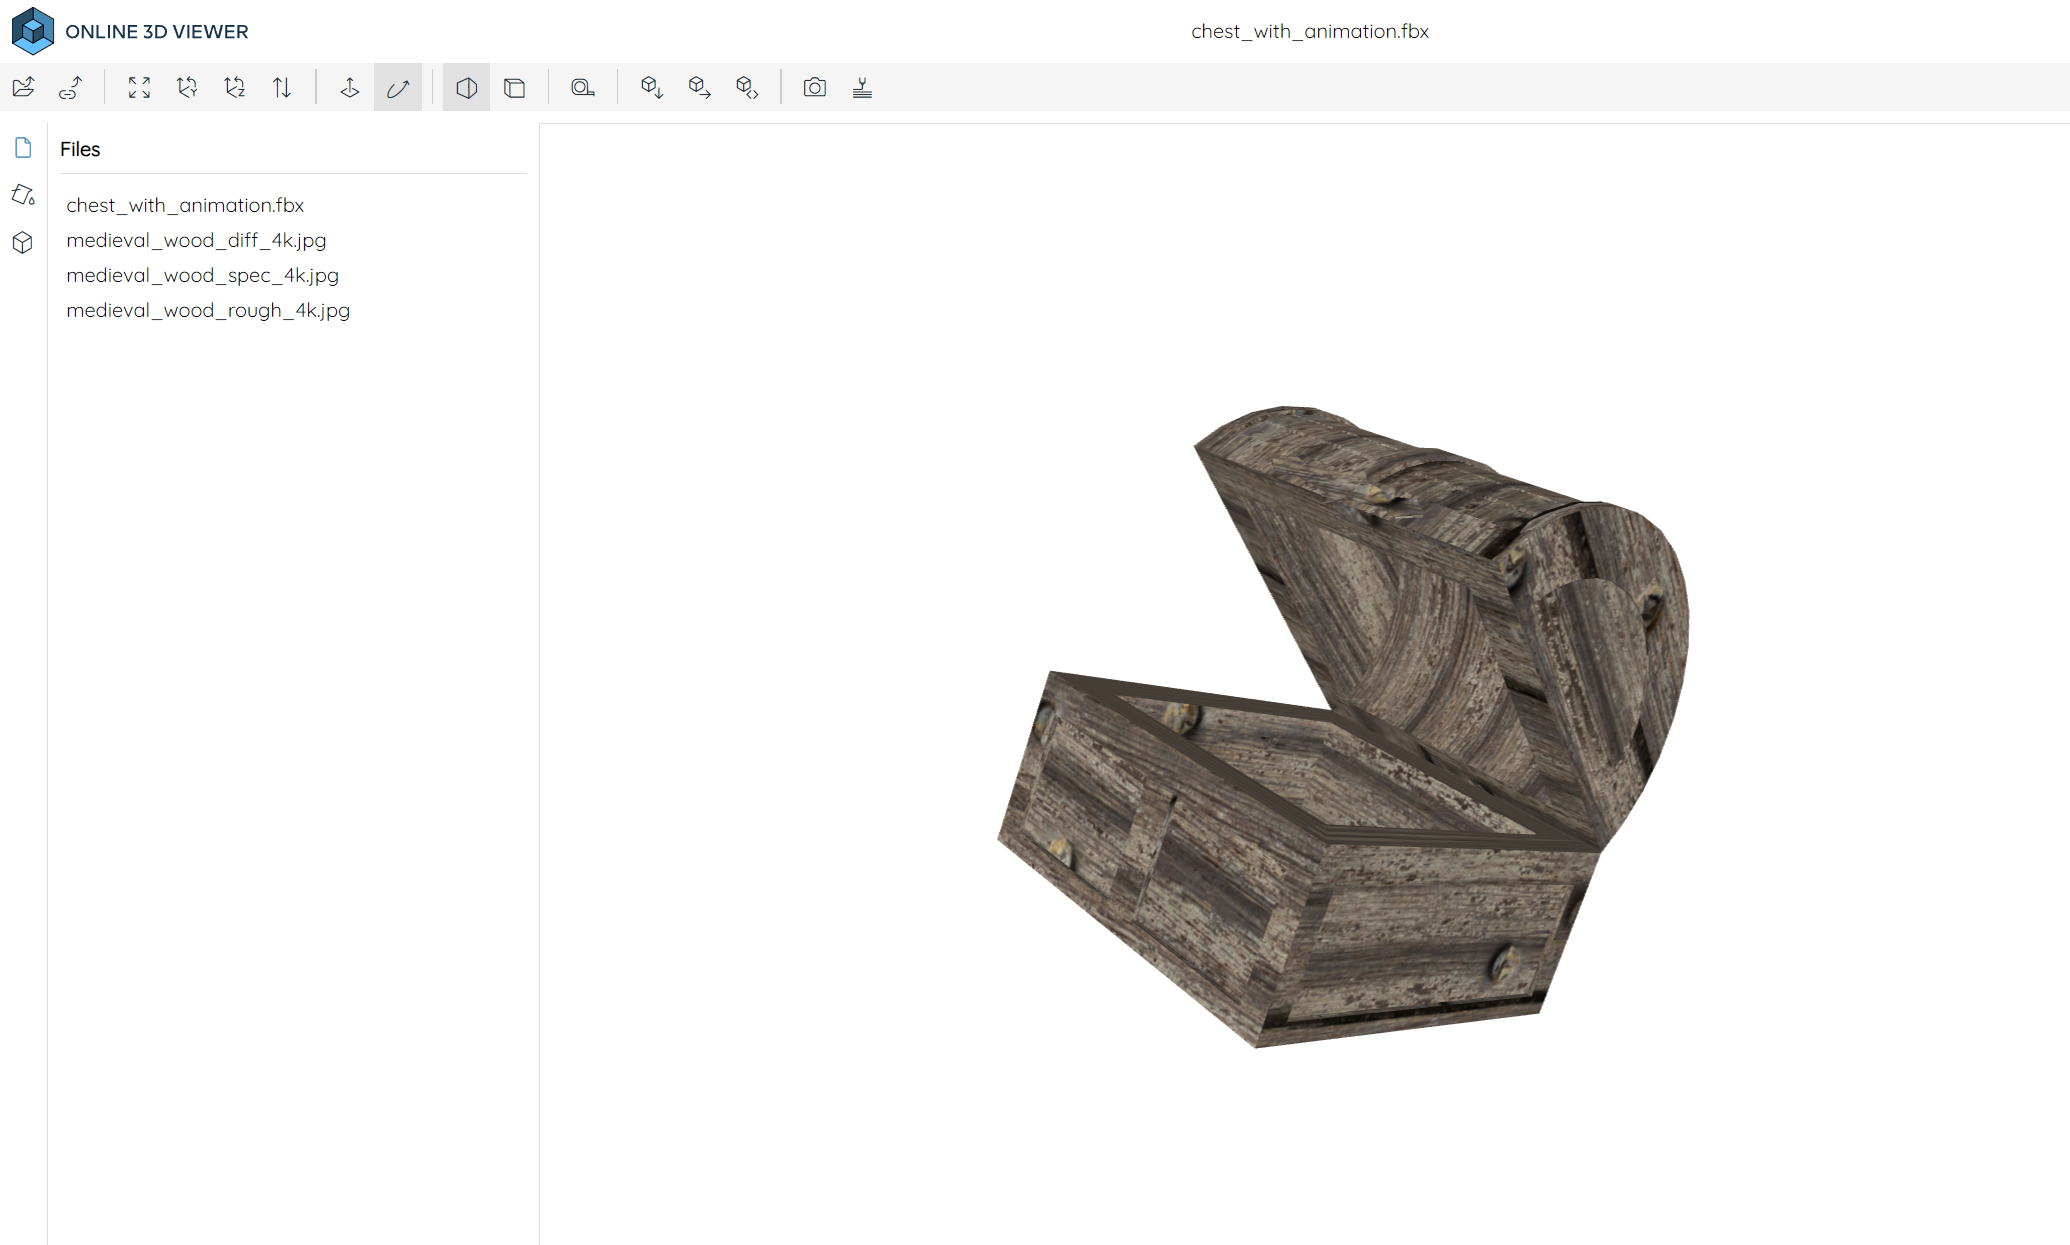 ONLINE 3D VIEWER
chest_with_animation.fbx
Files
chest_with_animation.fbx
medieval_wood_diff_4k.jpg
medieval_wood_spec_4k.jpg
medieval_wood_rough_4k.jpg